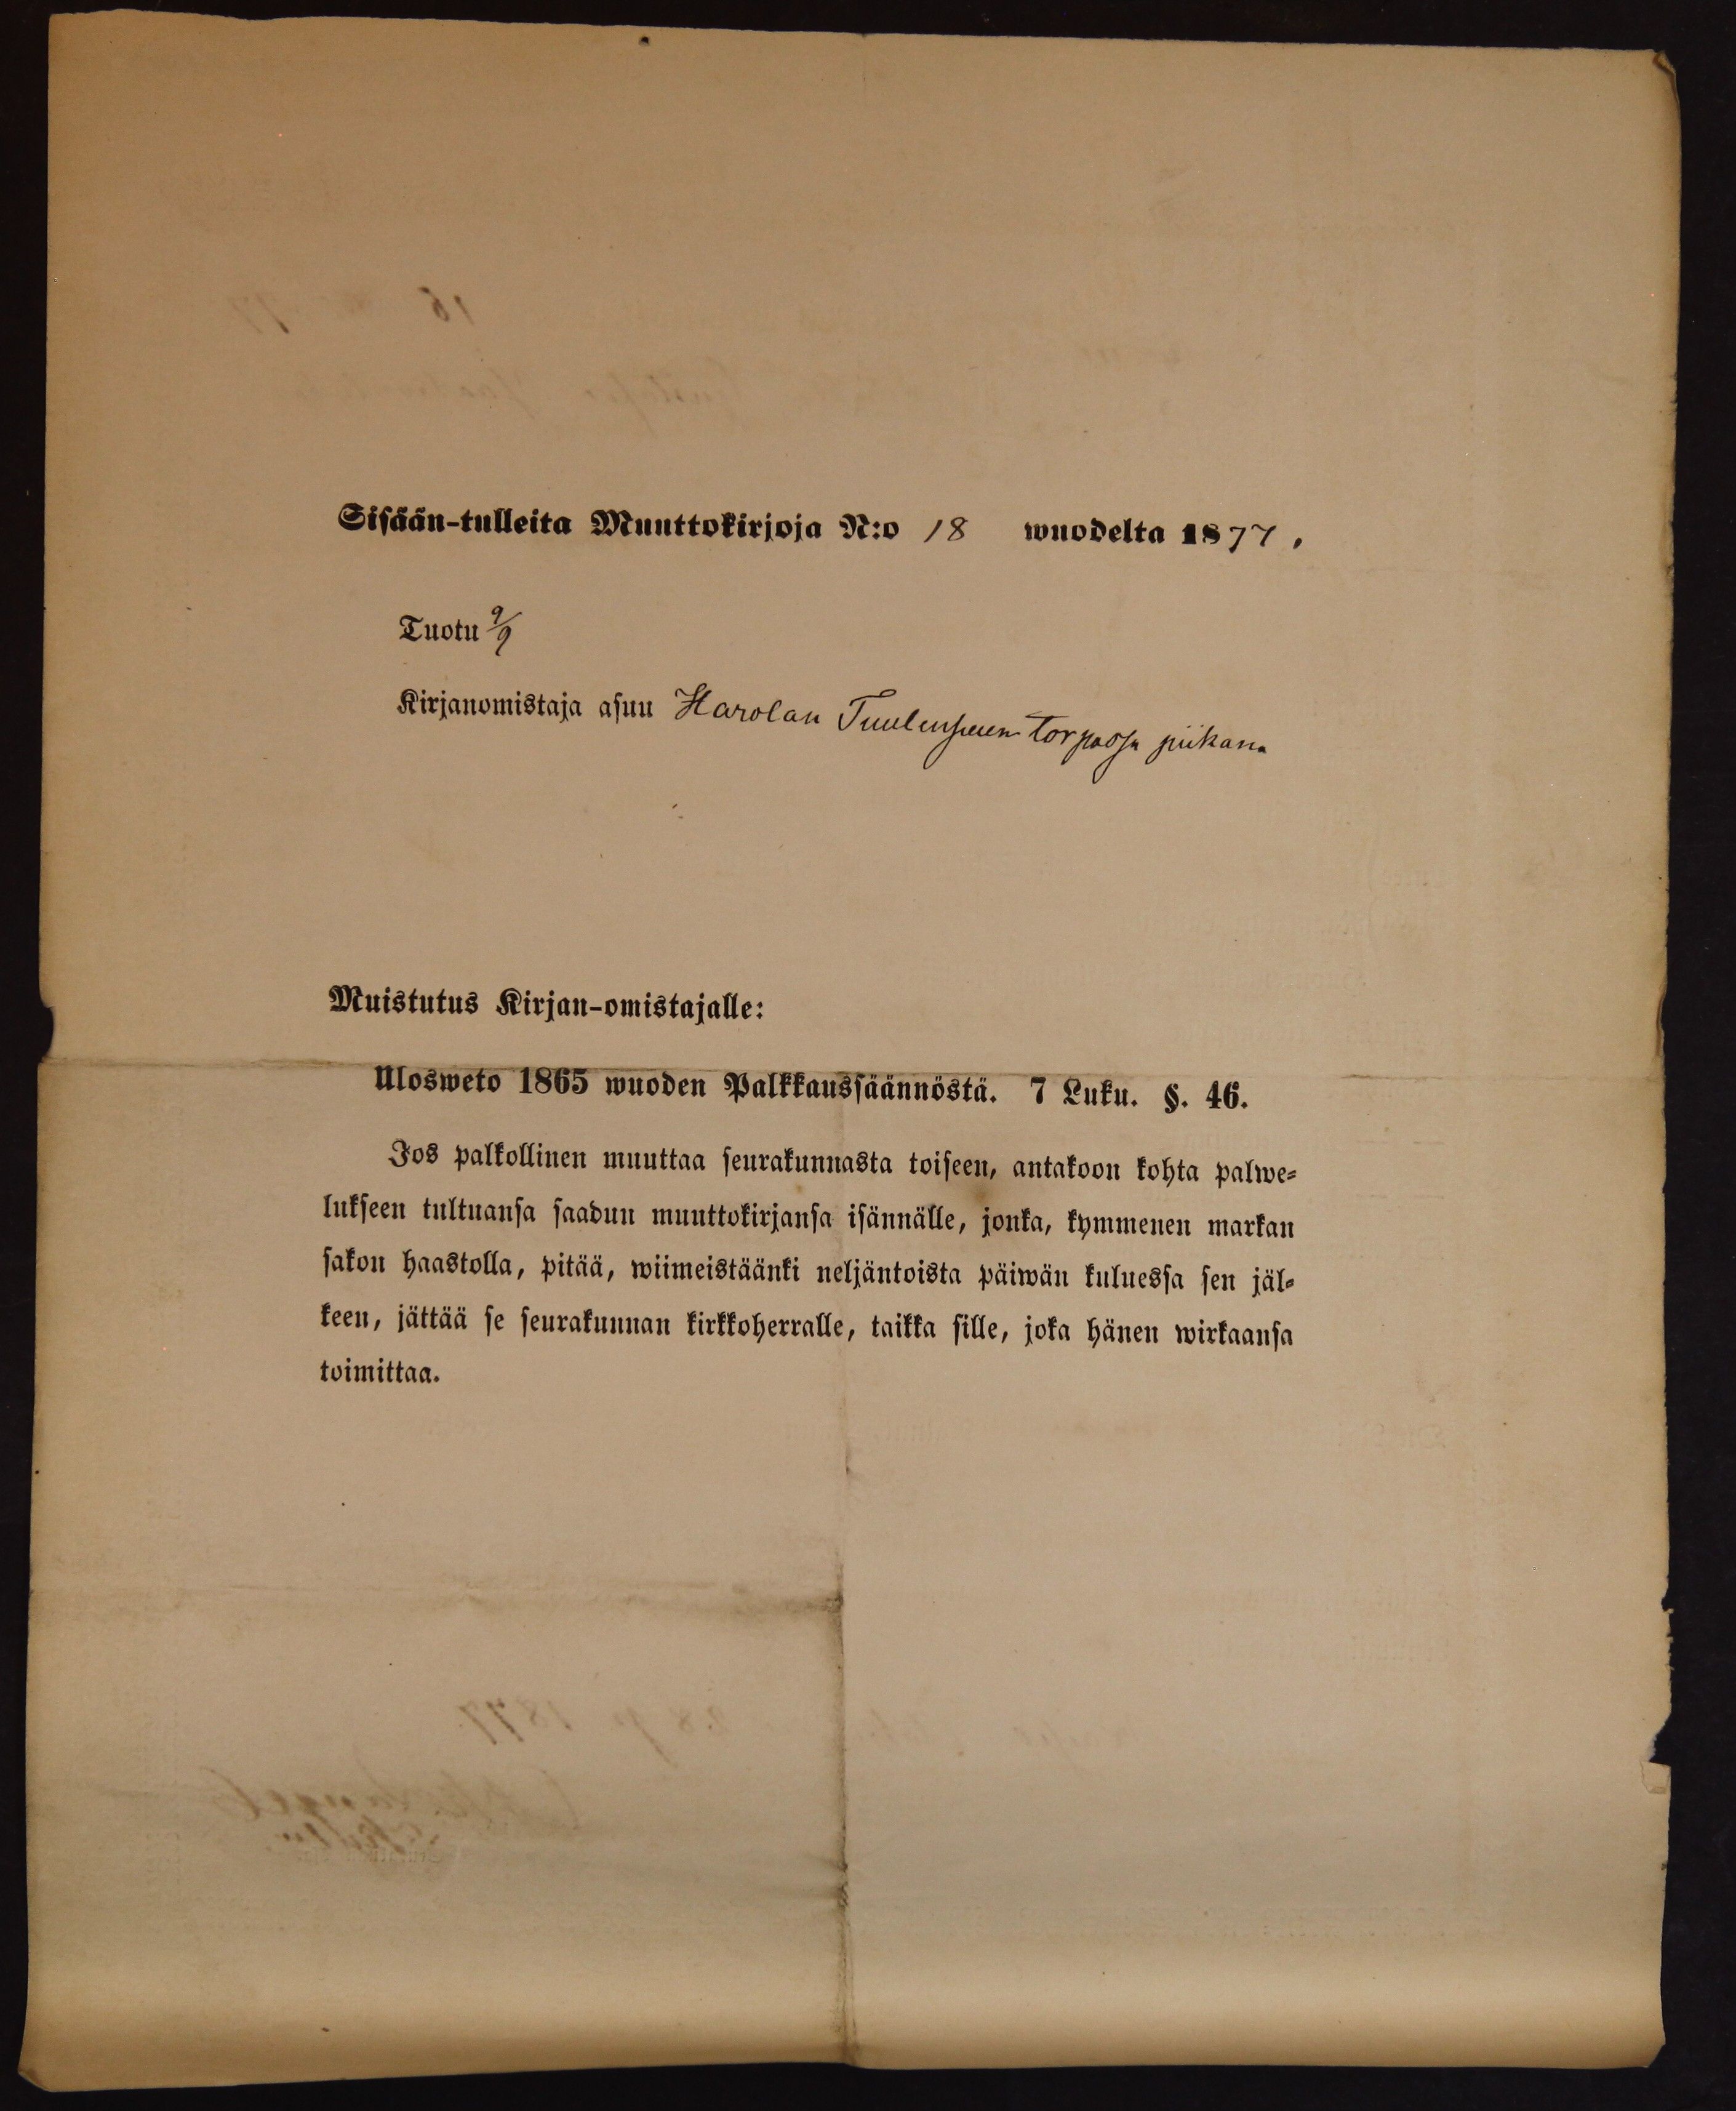 Sisään-tulleita Muuttokirjoja N:o 18 wuodelta 1877.
Tuotu 9/9
Kirjanomistaja asuu Harolan Tuulensuun torpassa piikana
Muistutus Kirjan-omistajalle:
Ulosweto 1865 wuoden Palkkaussäännöstä. 7 Luku. §. 46.
Jos palkollinen muuttaa seurakunnasta toiseen, antakoon kohta palwe-
lukseen tultuansa saadun muuttokirjansa isännälle, jonka, kymmenen markan
sakon haastolla, pitää, wiimeistäänki neljäntoista päiwän kuluessa sen jäl-
keen, jättää se seurakunnan kirkkoherralle, taikka sille, joka hänen wirkaansa
toimittaa.